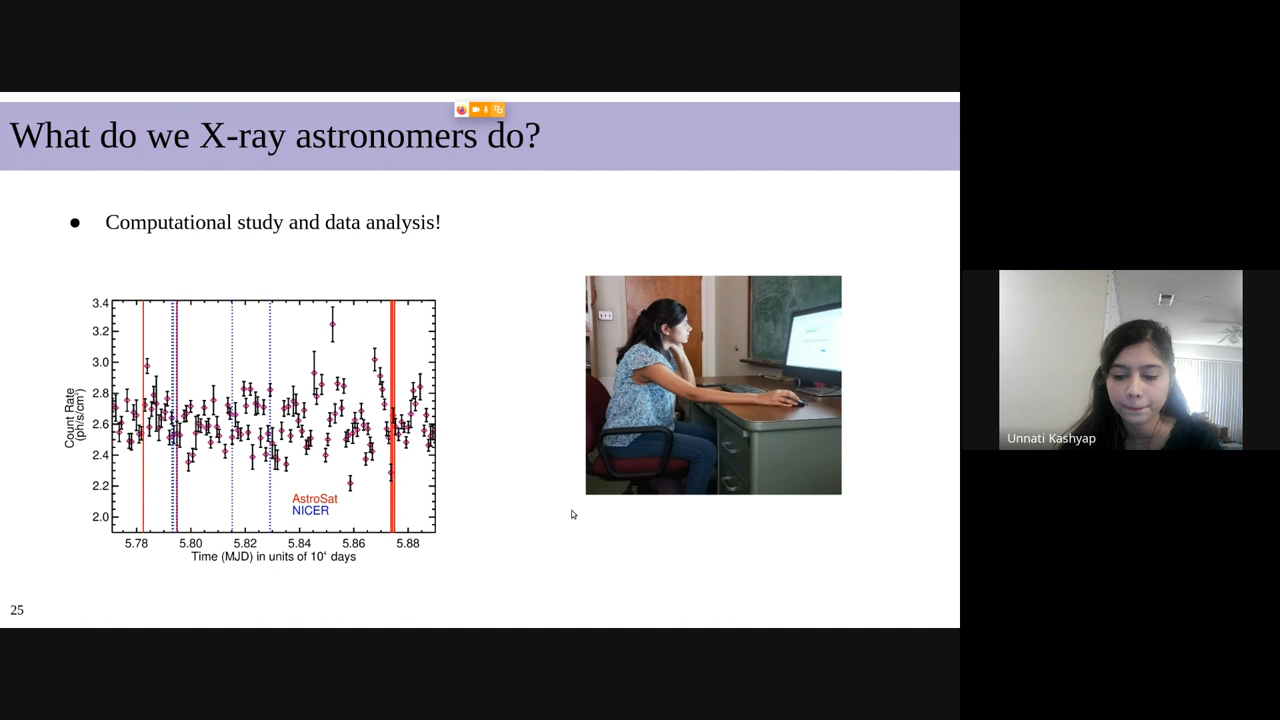 What do we X-ray astronomers do?
● Computational study and data analysis!
3.4
3.2
3.0
2.8
2.6
2.4
2.2
2.0
Count Rate
(ph/s/cm²)
AstroSat
NICER
5.78 5.80 5.82 5.84 5.86 5.88
Time (MJD) in units of 10⁴ days
25
Unnati Kashyap